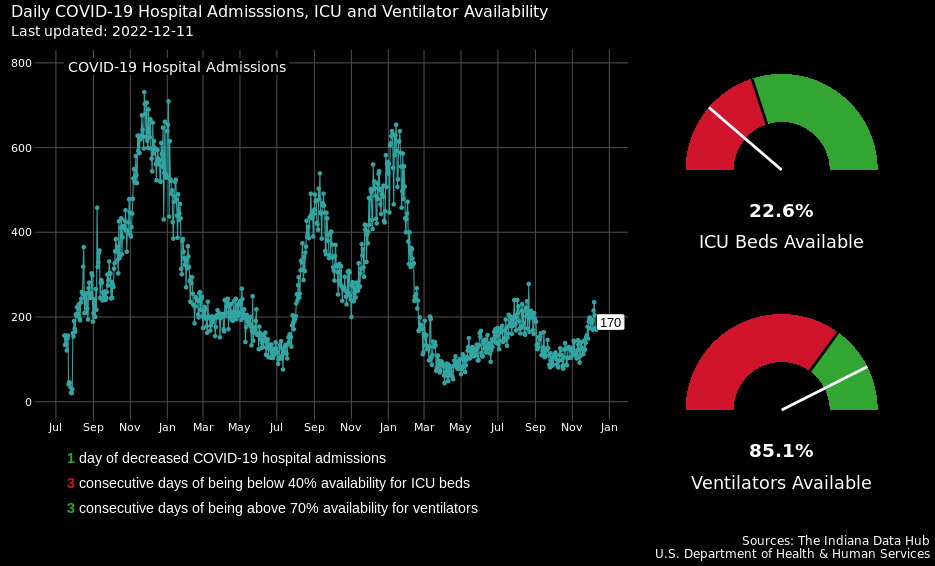 Daily COVID-19 Hospital Admisssions, ICU and Ventilator Availability
Last updated: 2022-12-11
COVID-19 Hospital Admissions
800
600
400
200
0
170
Jul Sep Nov Jan Mar May Jul Sep Nov Jan Mar May Jul Sep Nov Jan
1 day of decreased COVID-19 hospital admissions
3 consecutive days of being below 40% availability for ICU beds
3 consecutive days of being above 70% availability for ventilators
22.6%
ICU Beds Available
85.1%
Ventilators Available
Sources: The Indiana Data Hub
U.S. Department of Health & Human Services